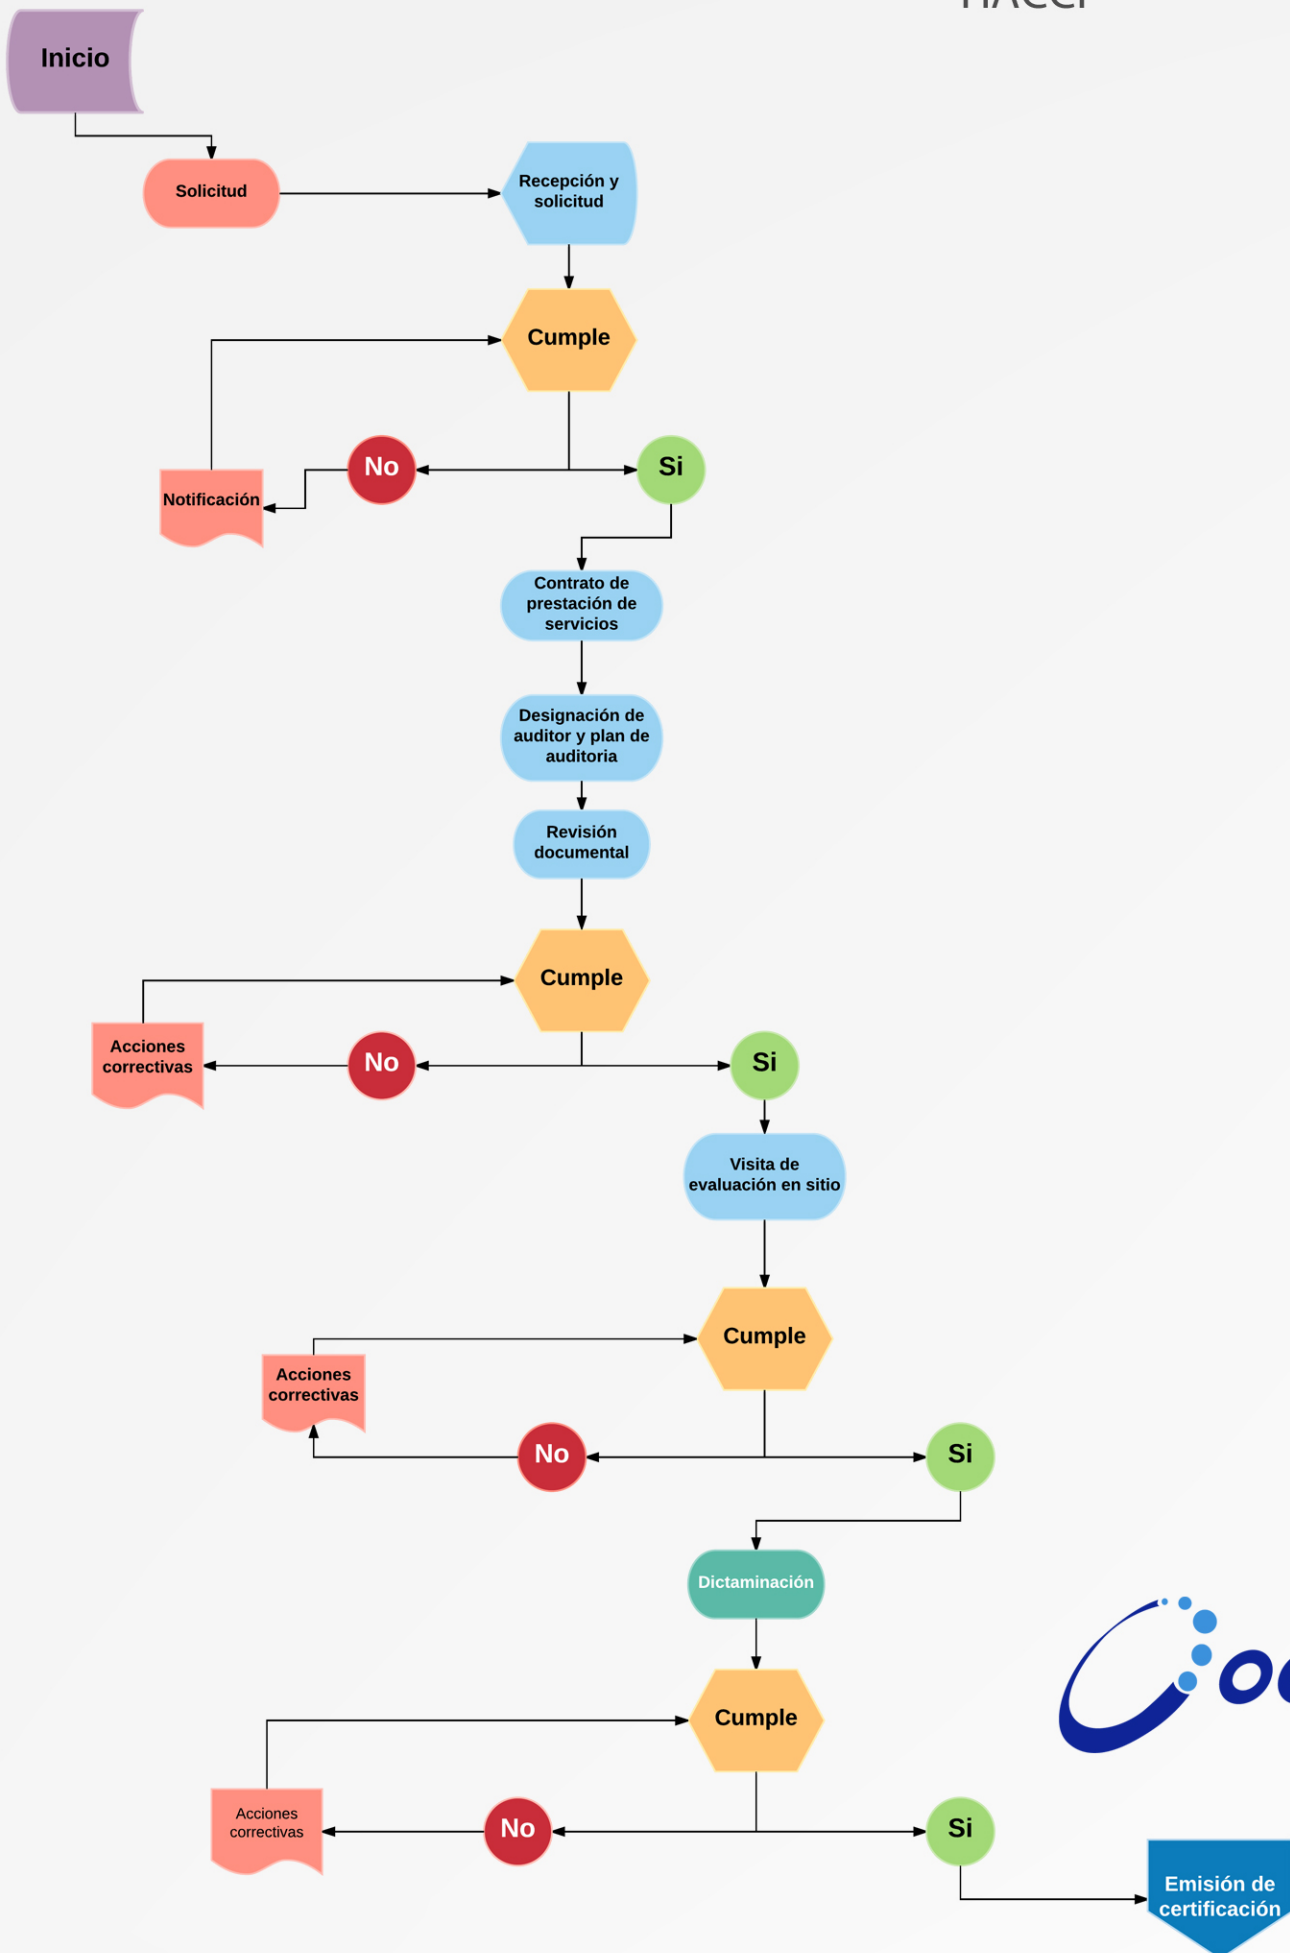 Inicio
Solicitud
Recepción y
solicitud
Cumple
No
Si
Notificación
Contrato de
prestación de
servicios
Designación de
auditor y plan de
auditoria
Revisión
documental
Cumple
Acciones
correctivas
No
Si
Visita de
evaluación en sitio
Cumple
Acciones
correctivas
No
Si
Dictaminación
Cumple
Acciones
correctivas
No
Si
Emisión de
certificación